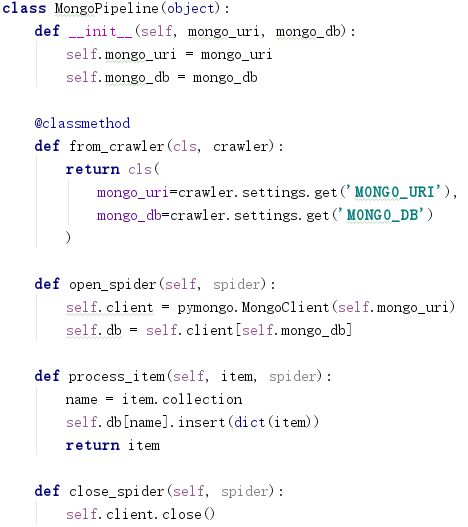 class MongoPipeline(object):
    def __init__(self, mongo_uri, mongo_db):
        self.mongo_uri = mongo_uri
        self.mongo_db = mongo_db

    @classmethod
    def from_crawler(cls, crawler):
        return cls(
            mongo_uri=crawler.settings.get('MONGO_URI'),
            mongo_db=crawler.settings.get('MONGO_DB')
        )

    def open_spider(self, spider):
        self.client = pymongo.MongoClient(self.mongo_uri)
        self.db = self.client[self.mongo_db]

    def process_item(self, item, spider):
        name = item.collection
        self.db[name].insert(dict(item))
        return item

    def close_spider(self, spider):
        self.client.close()